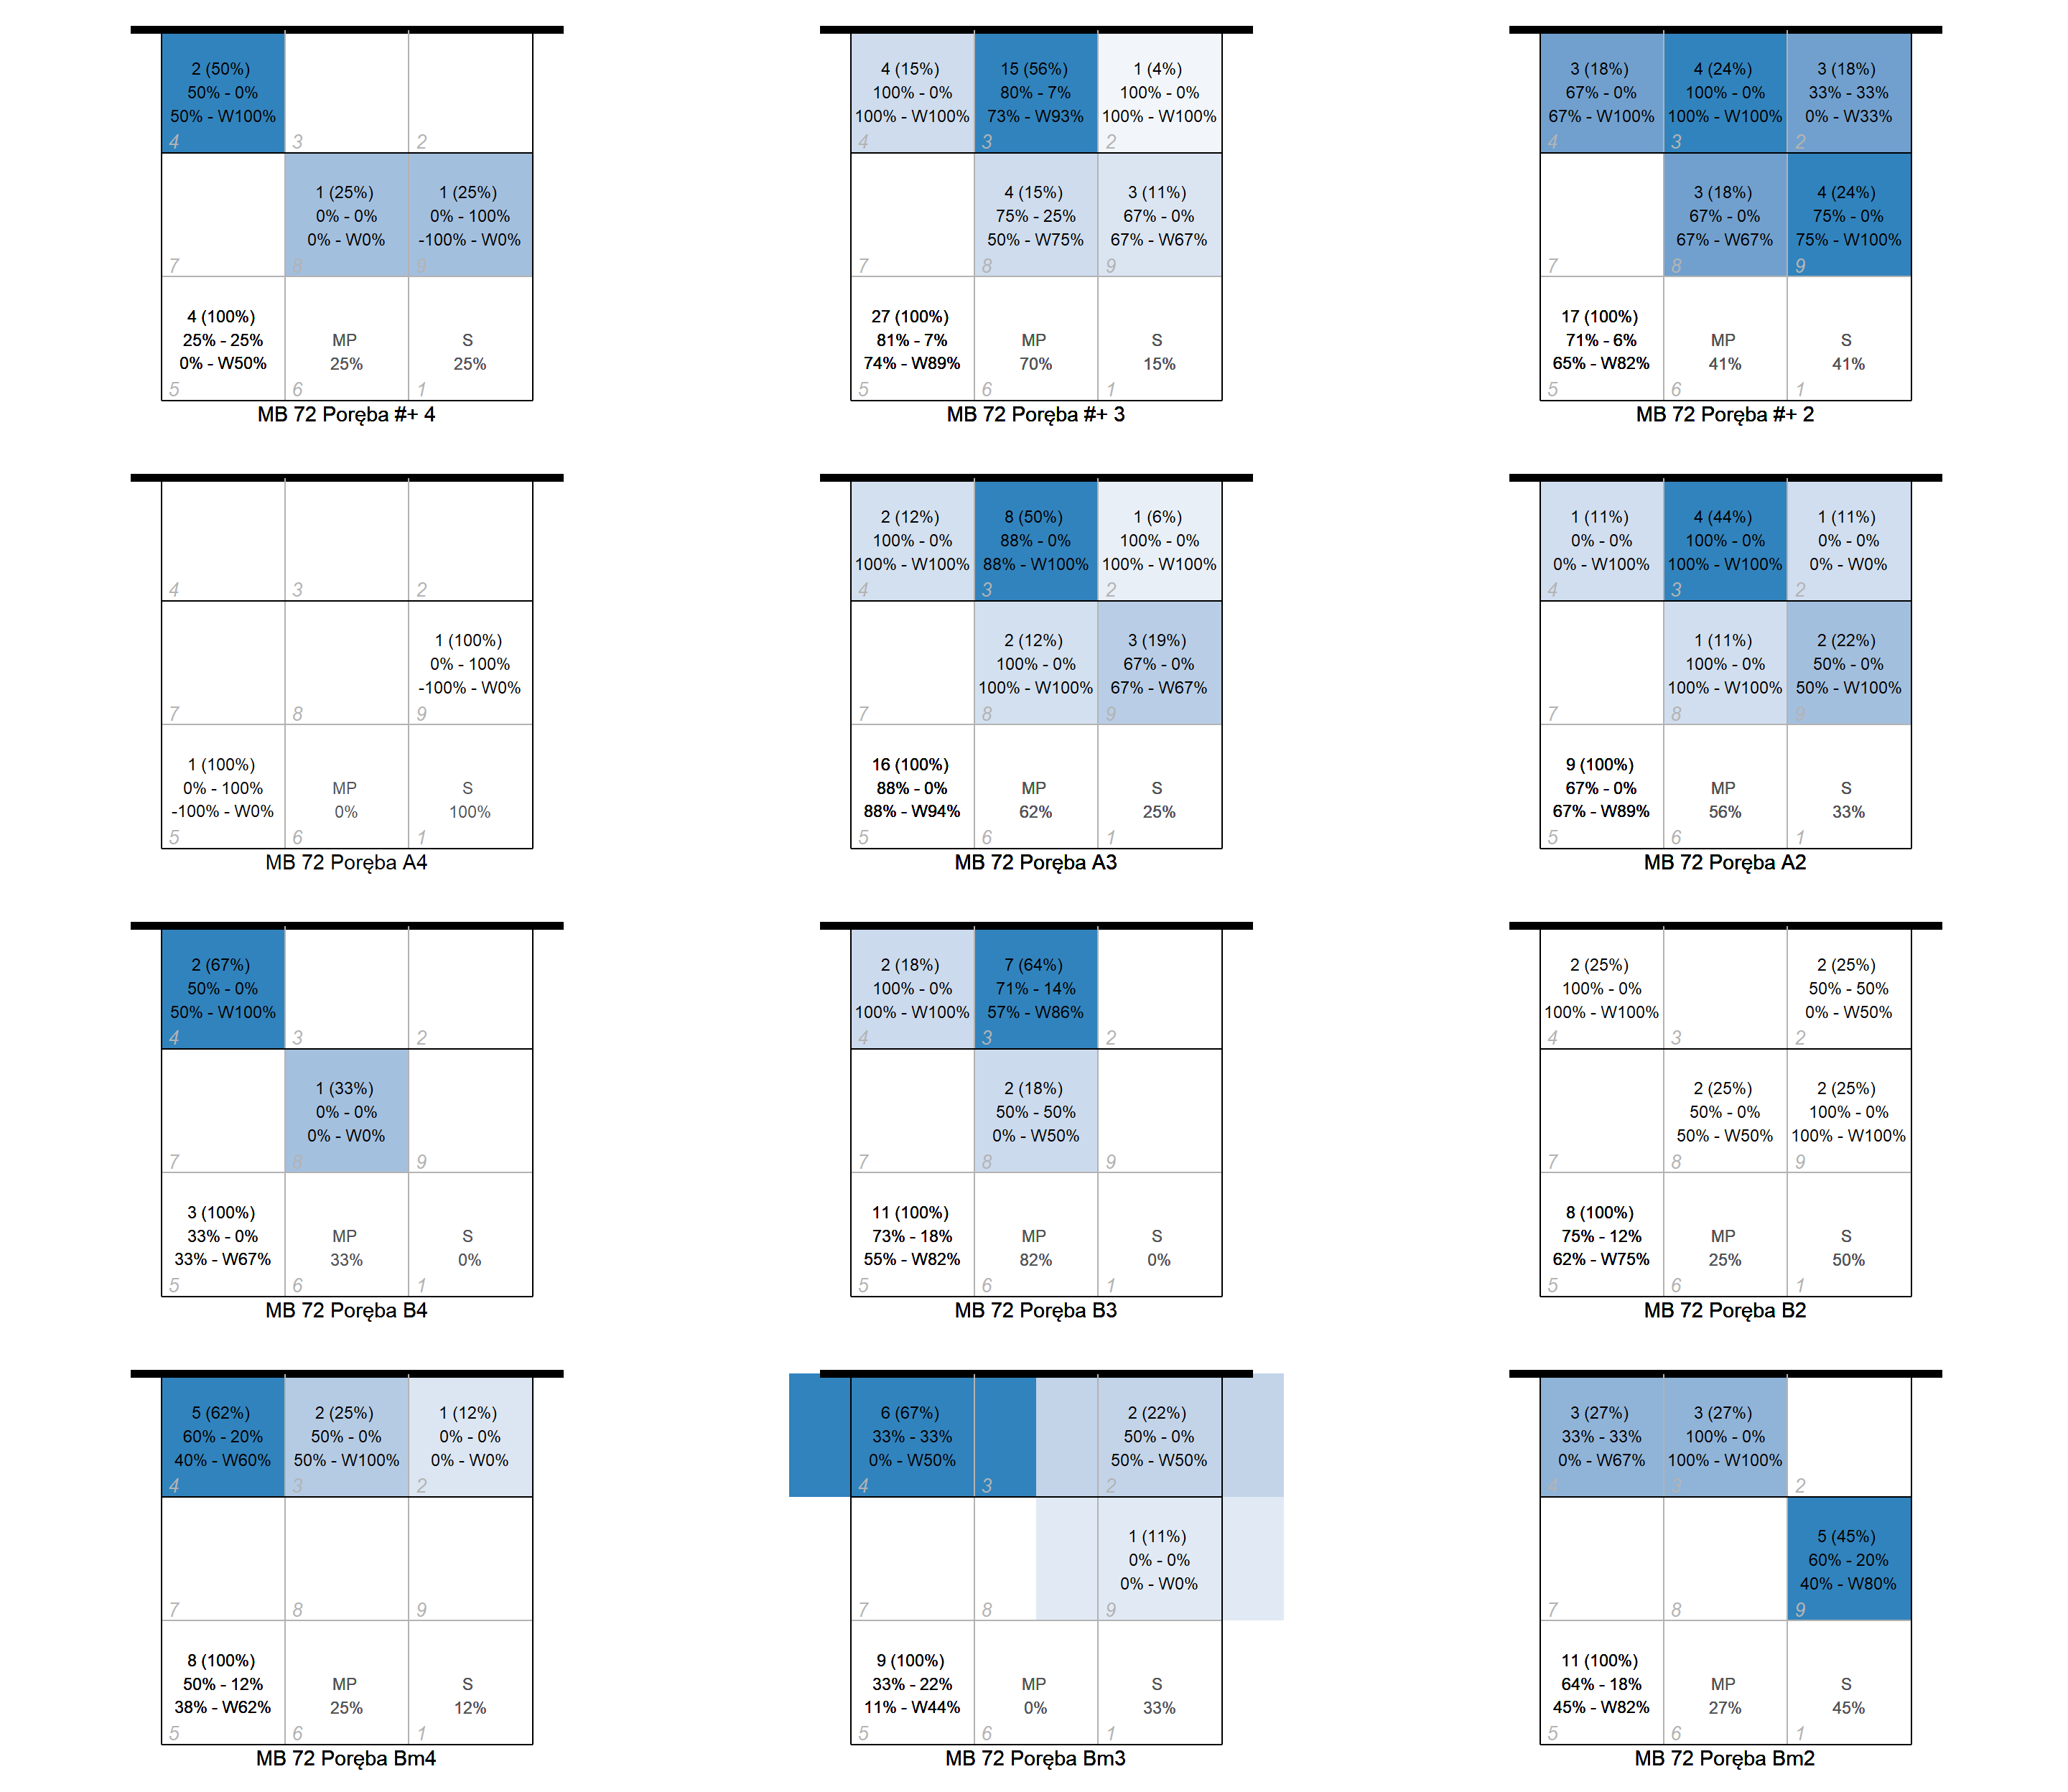 2 (50%)
50% - 0%
50% - W100%
4
3
2
7
1 (25%)
0% - 0%
0% - W0%
8
1 (25%)
0% - 100%
-100% - W0%
9
4 (100%)
25% - 25%
0% - W50%
5
MP
25%
6
S
25%
1
MB 72 Poręba #+ 4
4 (15%)
100% - 0%
100% - W100%
4
15 (56%)
80% - 7%
73% - W93%
3
1 (4%)
100% - 0%
100% - W100%
2
7
4 (15%)
75% - 25%
50% - W75%
8
3 (11%)
67% - 0%
67% - W67%
9
27 (100%)
81% - 7%
74% - W89%
5
MP
70%
6
S
15%
1
MB 72 Poręba #+ 3
3 (18%)
67% - 0%
67% - W100%
4
4 (24%)
100% - 0%
100% - W100%
3
3 (18%)
33% - 33%
0% - W33%
2
7
3 (18%)
67% - 0%
67% - W67%
8
4 (24%)
75% - 0%
75% - W100%
9
17 (100%)
71% - 6%
65% - W82%
5
MP
41%
6
S
41%
1
MB 72 Poręba #+ 2
4
3
2
7
8
1 (100%)
0% - 100%
-100% - W0%
9
1 (100%)
0% - 100%
-100% - W0%
5
MP
0%
6
S
100%
1
MB 72 Poręba A4
2 (12%)
100% - 0%
100% - W100%
4
8 (50%)
88% - 0%
88% - W100%
3
1 (6%)
100% - 0%
100% - W100%
2
7
2 (12%)
100% - 0%
100% - W100%
8
3 (19%)
67% - 0%
67% - W67%
9
16 (100%)
88% - 0%
88% - W94%
5
MP
62%
6
S
25%
1
MB 72 Poręba A3
1 (11%)
0% - 0%
0% - W100%
4
4 (44%)
100% - 0%
100% - W100%
3
1 (11%)
0% - 0%
0% - W0%
2
7
1 (11%)
100% - 0%
100% - W100%
8
2 (22%)
50% - 0%
50% - W100%
9
9 (100%)
67% - 0%
67% - W89%
5
MP
56%
6
S
33%
1
MB 72 Poręba A2
2 (67%)
50% - 0%
50% - W100%
4
3
2
7
1 (33%)
0% - 0%
0% - W0%
8
9
3 (100%)
33% - 0%
33% - W67%
5
MP
33%
6
S
0%
1
MB 72 Poręba B4
2 (18%)
100% - 0%
100% - W100%
4
7 (64%)
71% - 14%
57% - W86%
3
2
7
2 (18%)
50% - 50%
0% - W50%
8
9
11 (100%)
73% - 18%
55% - W82%
5
MP
82%
6
S
0%
1
MB 72 Poręba B3
2 (25%)
100% - 0%
100% - W100%
4
3
2 (25%)
50% - 50%
0% - W50%
2
7
2 (25%)
50% - 0%
50% - W50%
8
2 (25%)
100% - 0%
100% - W100%
9
8 (100%)
75% - 12%
62% - W75%
5
MP
25%
6
S
50%
1
MB 72 Poręba B2
5 (62%)
60% - 20%
40% - W60%
4
2 (25%)
50% - 0%
50% - W100%
3
1 (12%)
0% - 0%
0% - W0%
2
7
8
9
8 (100%)
50% - 12%
38% - W62%
5
MP
25%
6
S
12%
1
MB 72 Poręba Bm4
6 (67%)
33% - 33%
0% - W50%
4
3
2 (22%)
50% - 0%
50% - W50%
2
7
8
1 (11%)
0% - 0%
0% - W0%
9
9 (100%)
33% - 22%
11% - W44%
5
MP
0%
6
S
33%
1
MB 72 Poręba Bm3
3 (27%)
33% - 33%
0% - W67%
4
3 (27%)
100% - 0%
100% - W100%
3
2
7
8
5 (45%)
60% - 20%
40% - W80%
9
11 (100%)
64% - 18%
45% - W82%
5
MP
27%
6
S
45%
1
MB 72 Poręba Bm2